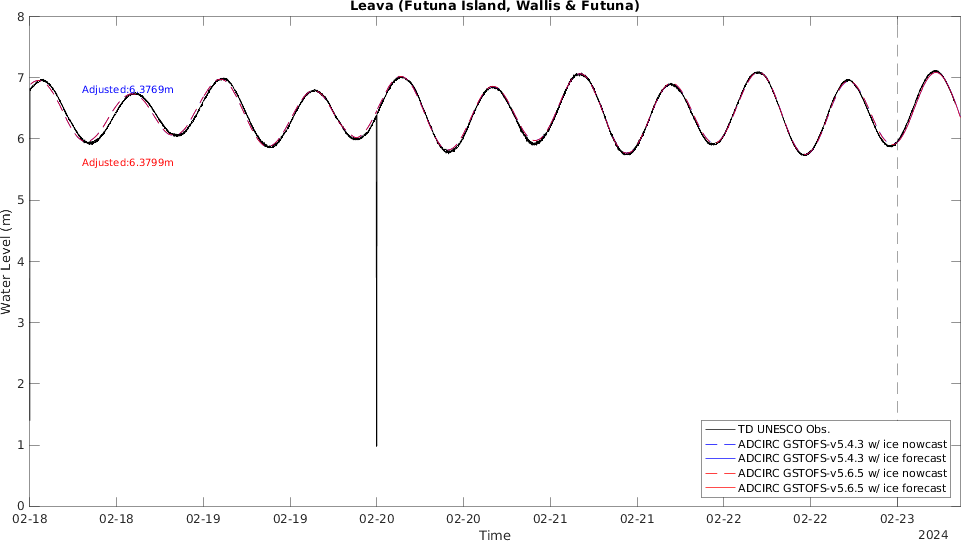 Leava (Futuna Island, Wallis & Futuna)
8
7
6
5
4
3
2
1
0
Water Level (m)
Adjusted:6.3769m
Adjusted:6.3799m
TD UNESCO Obs.
ADCIRC GSTOFS-v5.4.3 w/ ice nowcast
ADCIRC GSTOFS-v5.4.3 w/ ice forecast
ADCIRC GSTOFS-v5.6.5 w/ ice nowcast
ADCIRC GSTOFS-v5.6.5 w/ ice forecast
02-18 02-18 02-19 02-19 02-20 02-20 02-21 02-21 02-22 02-22 02-23
Time
2024